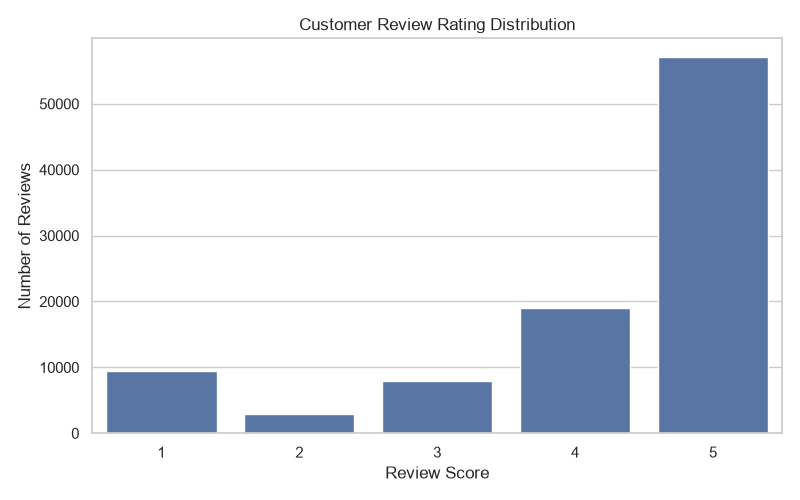 Customer Review Rating Distribution
Number of Reviews
50000
40000
30000
20000
10000
0
1 2 3 4 5
Review Score